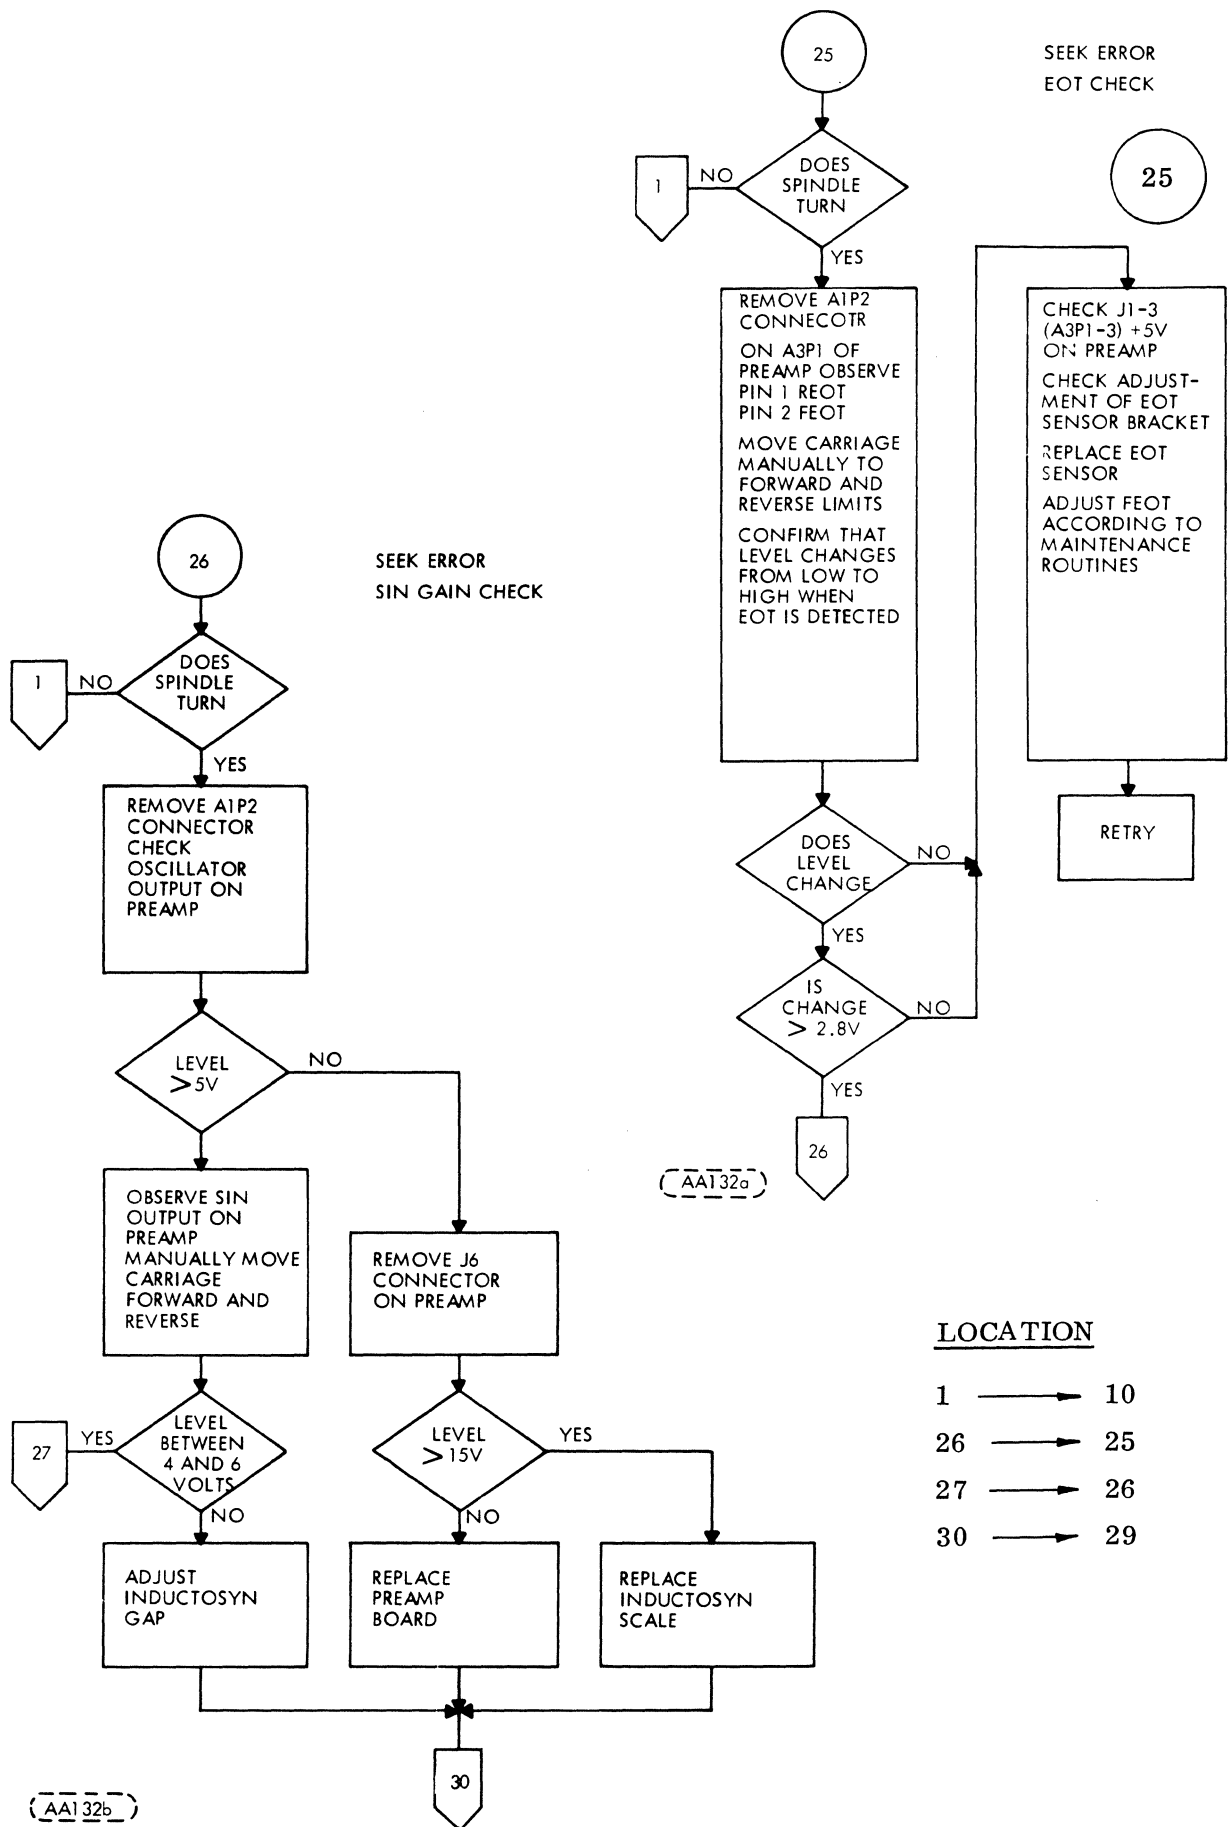 25
SEEK ERROR
EOT CHECK
25
DOES
SPINDLE
TURN
NO
1
YES
REMOVE A1P2
CONNECOTR
ON A3P1 OF
PREAMP OBSERVE
PIN 1 REOT
PIN 2 FEOT
MOVE CARRIAGE
MANUALLY TO
FORWARD AND
REVERSE LIMITS
CONFIRM THAT
LEVEL CHANGES
FROM LOW TO
HIGH WHEN
EOT IS DETECTED
CHECK J1-3
(A3P1-3) +5V
ON PREAMP
CHECK ADJUST-
MENT OF EOT
SENSOR BRACKET
REPLACE EOT
SENSOR
ADJUST FEOT
ACCORDING TO
MAINTENANCE
ROUTINES
RETRY
DOES
LEVEL
CHANGE
NO
YES
IS
CHANGE
> 2.8V
NO
YES
26
AA132a
26
SEEK ERROR
SIN GAIN CHECK
DOES
SPINDLE
TURN
NO
1
YES
REMOVE A1P2
CONNECTOR
CHECK
OSCILLATOR
OUTPUT ON
PREAMP
LEVEL
> 5V
NO
OBSERVE SIN
OUTPUT ON
PREAMP
MANUALLY MOVE
CARRIAGE
FORWARD AND
REVERSE
REMOVE J6
CONNECTOR
ON PREAMP
LEVEL
BETWEEN
4 AND 6
VOLTS
YES
27
NO
LEVEL
> 15V
YES
NO
ADJUST
INDUCTOSYN
GAP
REPLACE
PREAMP
BOARD
REPLACE
INDUCTOSYN
SCALE
30
AA132b
LOCATION
1 → 10
26 → 25
27 → 26
30 → 29